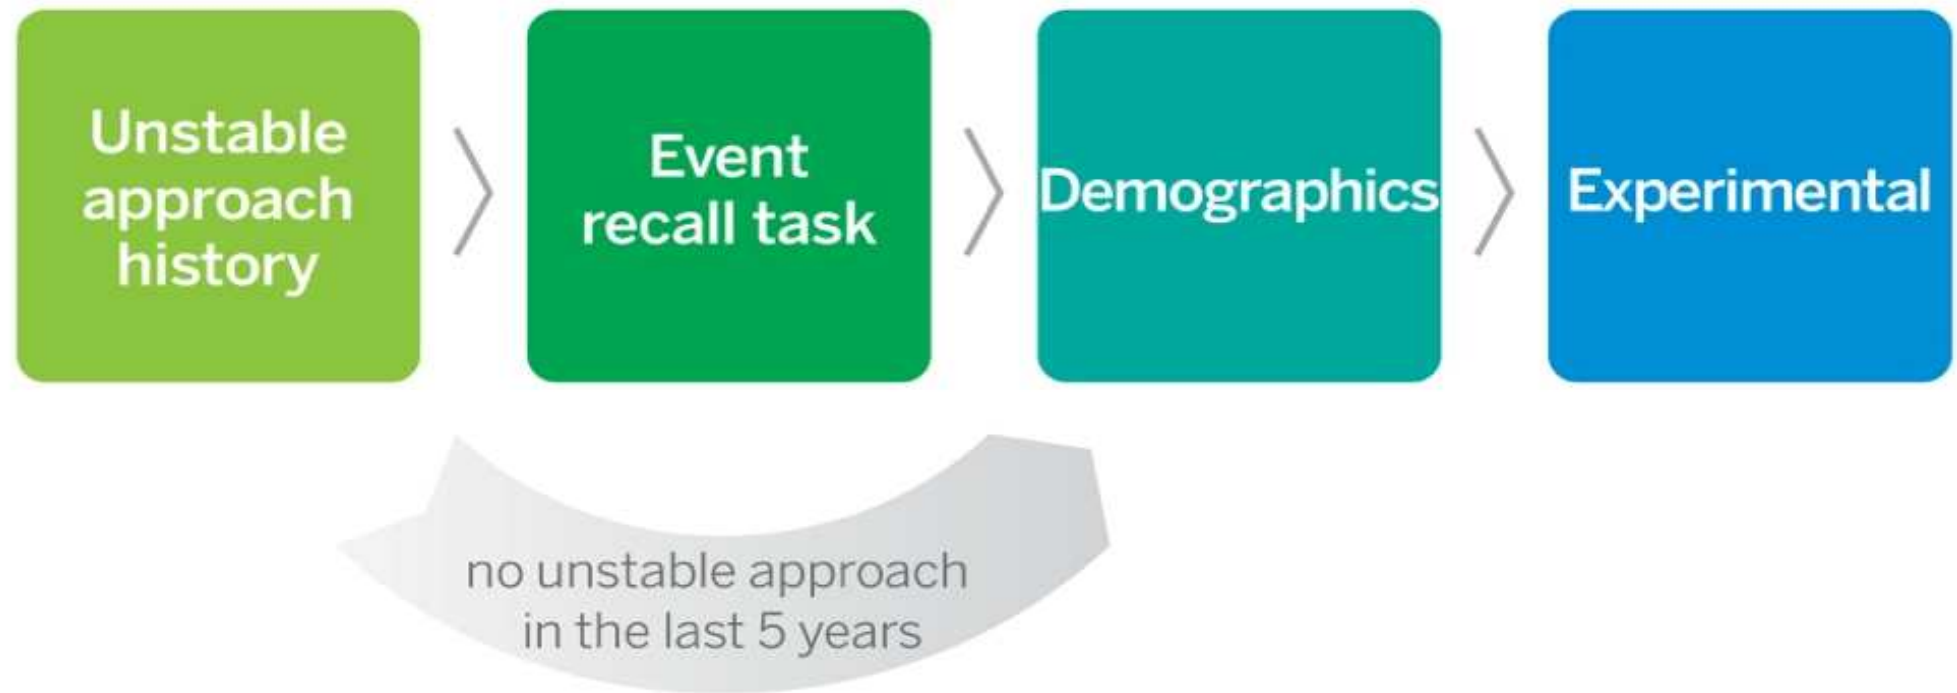 Unstable
approach
history
Event
recall task
Demographics
Experimental
no unstable approach
in the last 5 years